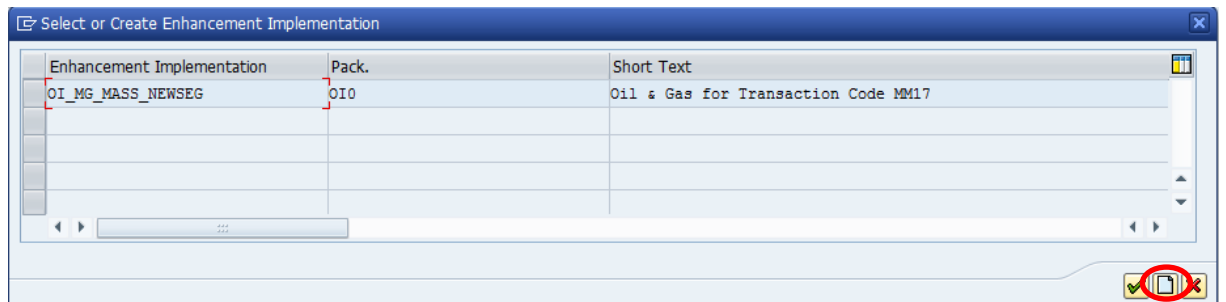 Select or Create Enhancement Implementation
Enhancement Implementation Pack. Short Text
OI_MG_MASS_NEWSEG OI0 Oil & Gas for Transaction Code MM17